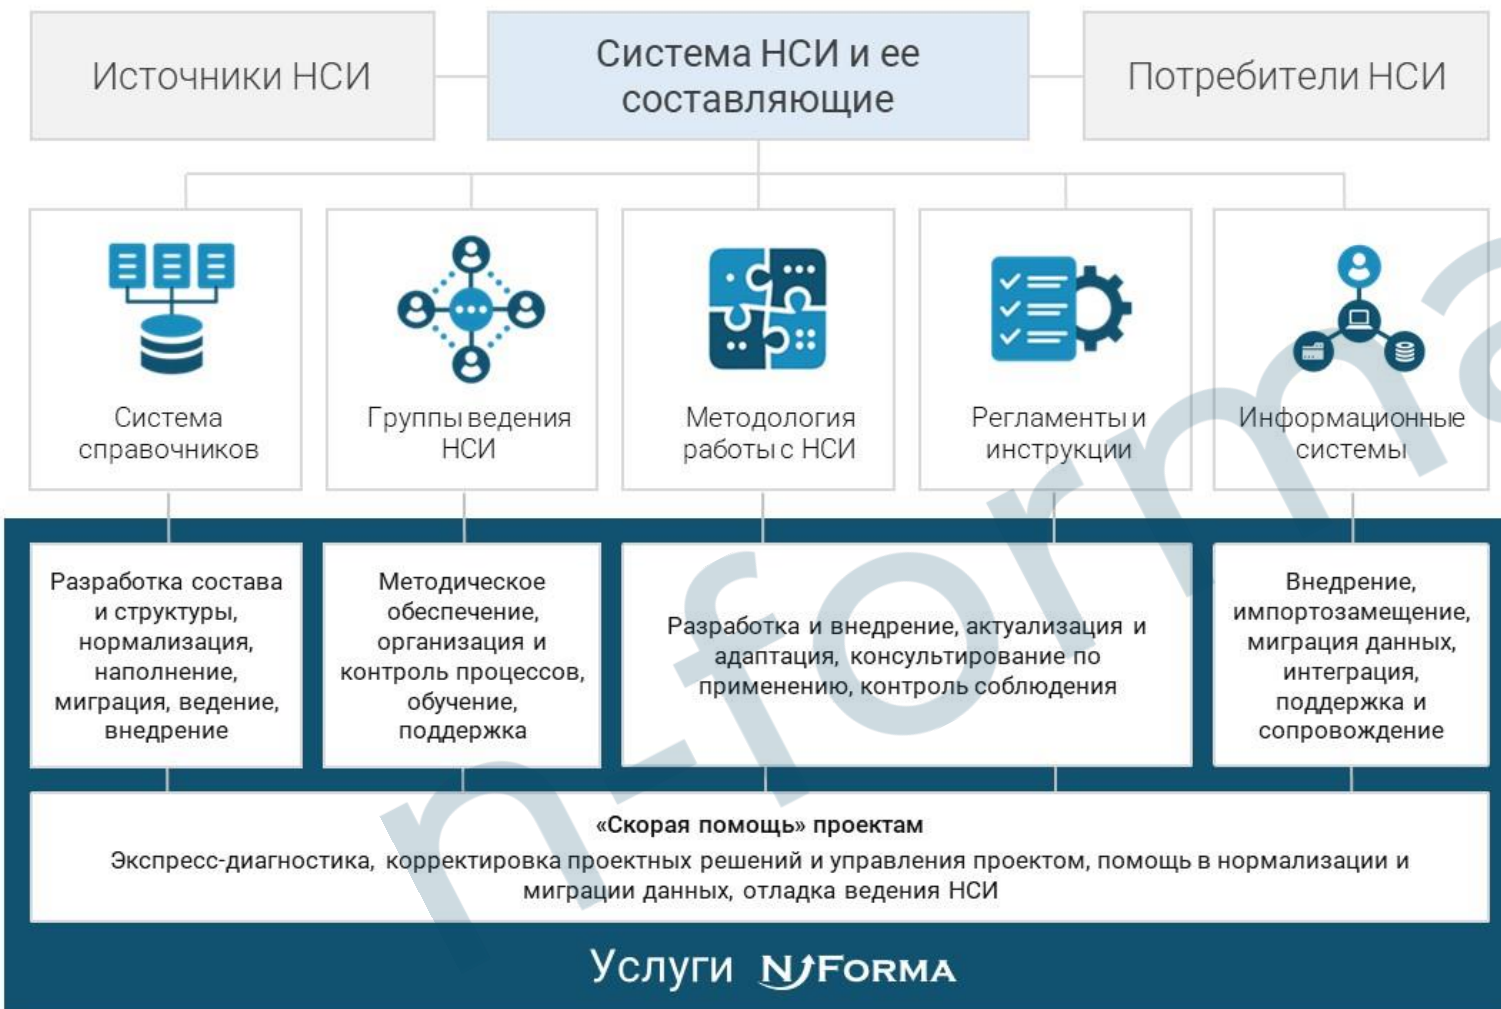 Источники НСИ
Система НСИ и ее
составляющие
Потребители НСИ
Система
справочников
Группы ведения
НСИ
Методология
работы с НСИ
Регламенты и
инструкции
Информационные
системы
Разработка состава
и структуры,
нормализация,
наполнение,
миграция, ведение,
внедрение
Методическое
обеспечение,
организация и
контроль процессов,
обучение,
поддержка
Разработка и внедрение, актуализация и
адаптация, консультирование по
применению, контроль соблюдения
Внедрение,
импортозамещение,
миграция данных,
интеграция,
поддержка и
сопровождение
«Скорая помощь» проектам
Экспресс-диагностика, корректировка проектных решений и управления проектом, помощь в нормализации и
миграции данных, отладка ведения НСИ
Услуги N-FORMA
n-forma